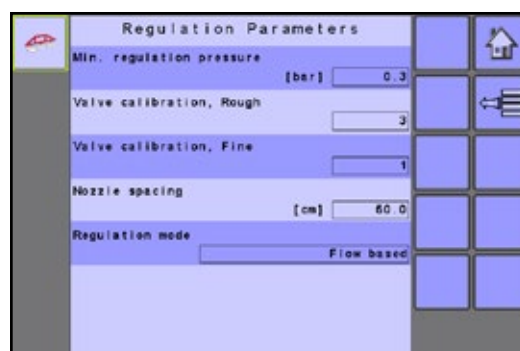 Regulation Parameters
Min. regulation pressure
[bar] 0.3
Valve calibration, Rough
3
Valve calibration, Fine
1
Nozzle spacing
[cm] 50.0
Regulation mode
Flow based